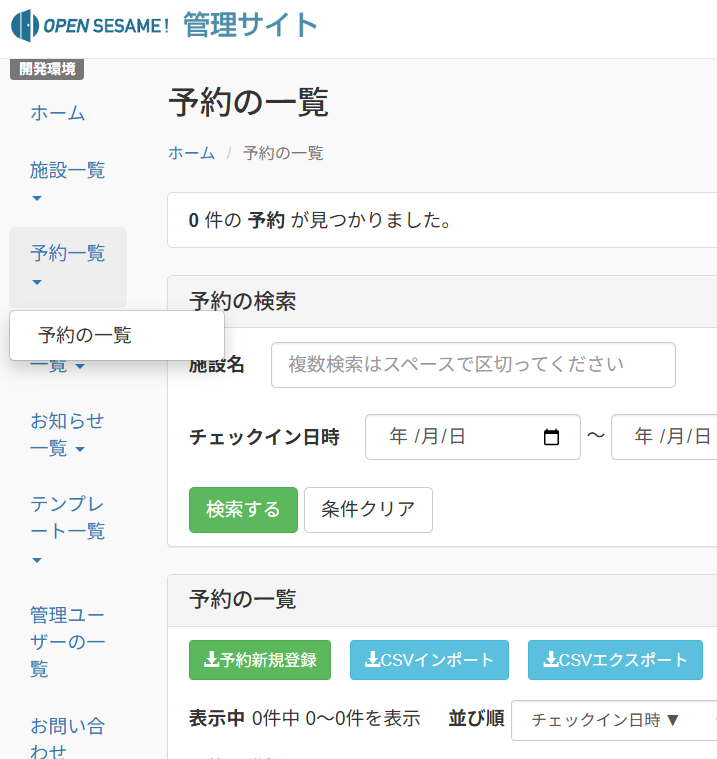 OPEN SESAME! 管理サイト
開発環境
ホーム
施設一覧
予約一覧
予約の一覧
一覧
お知らせ
一覧
テンプレ
ート一覧
管理ユー
ザーの一
覧
お問い合
わせ
予約の一覧
ホーム / 予約の一覧
0 件の 予約 が見つかりました。
予約の検索
施設名 複数検索はスペースで区切ってください
チェックイン日時 年 /月/日 ～ 年 /月/日
検索する 条件クリア
予約の一覧
予約新規登録 CSVインポート CSVエクスポート
表示中 0件中 0〜0件を表示 並び順 チェックイン日時 ▼